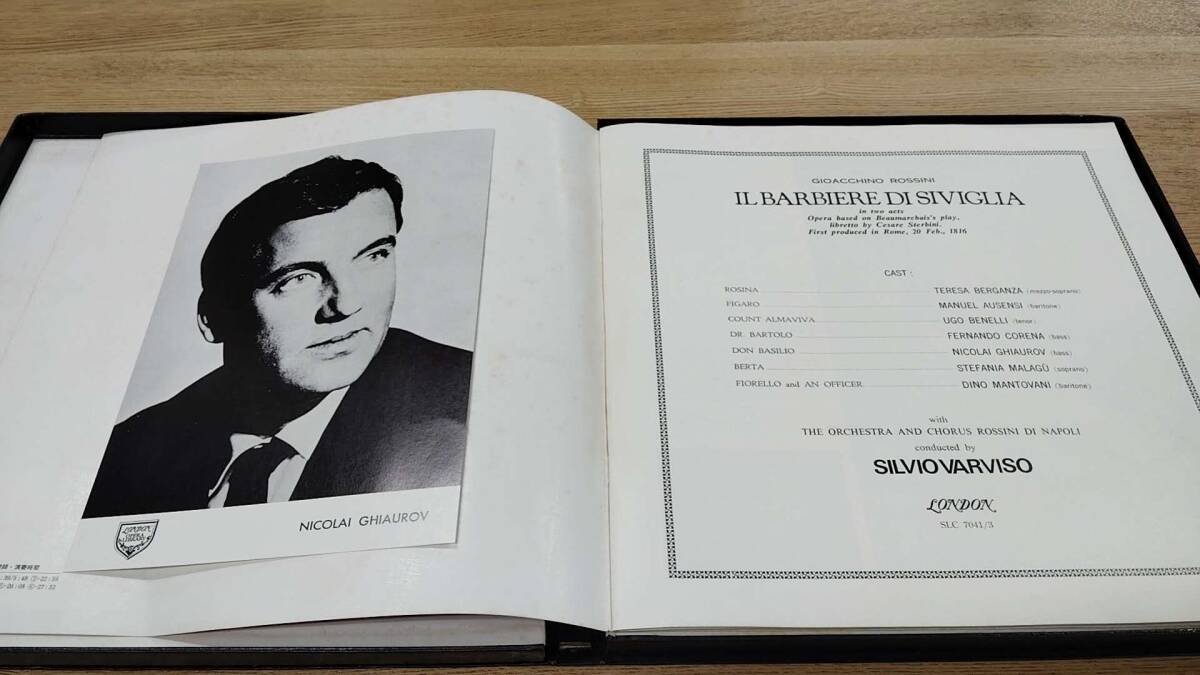 LONDON
OPERA
LIBRARY
NICOLAI GHIAUROV
GIOACCHINO ROSSINI
IL BARBIERE DI SIVIGLIA
in two acts
Opera based on Beaumarchais's play,
libretto by Cesare Sterbini.
First produced in Rome, 20 Feb., 1816
CAST :
ROSINA TERESA BERGANZA (mezzo-soprano)
FIGARO MANUEL AUSENSI (baritone)
COUNT ALMAVIVA UGO BENELLI (tenor)
DR. BARTOLO FERNANDO CORENA (bass)
DON BASILIO NICOLAI GHIAUROV (bass)
BERTA STEFANIA MALAGÙ (soprano)
FIORELLO and AN OFFICER DINO MANTOVANI (baritone)
with
THE ORCHESTRA AND CHORUS ROSSINI DI NAPOLI
conducted by
SILVIO VARVISO
LONDON
SLC 7041/3